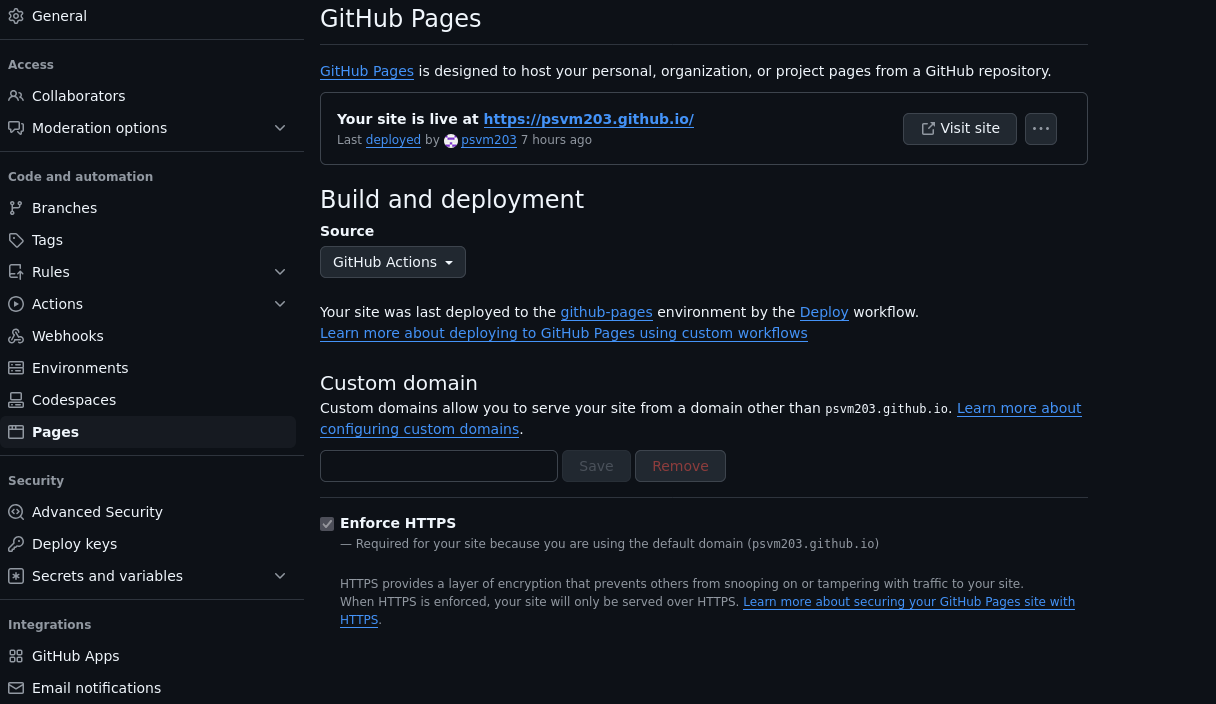 General
Access
Collaborators
Moderation options
Code and automation
Branches
Tags
Rules
Actions
Webhooks
Environments
Codespaces
Pages
Security
Advanced Security
Deploy keys
Secrets and variables
Integrations
GitHub Apps
Email notifications
GitHub Pages
GitHub Pages is designed to host your personal, organization, or project pages from a GitHub repository.
Your site is live at https://psvm203.github.io/
Last deployed by psvm203 7 hours ago
Visit site
Build and deployment
Source
GitHub Actions
Your site was last deployed to the github-pages environment by the Deploy workflow.
Learn more about deploying to GitHub Pages using custom workflows
Custom domain
Custom domains allow you to serve your site from a domain other than psvm203.github.io. Learn more about
configuring custom domains.
Save
Remove
Enforce HTTPS
— Required for your site because you are using the default domain (psvm203.github.io)
HTTPS provides a layer of encryption that prevents others from snooping on or tampering with traffic to your site.
When HTTPS is enforced, your site will only be served over HTTPS. Learn more about securing your GitHub Pages site with
HTTPS.